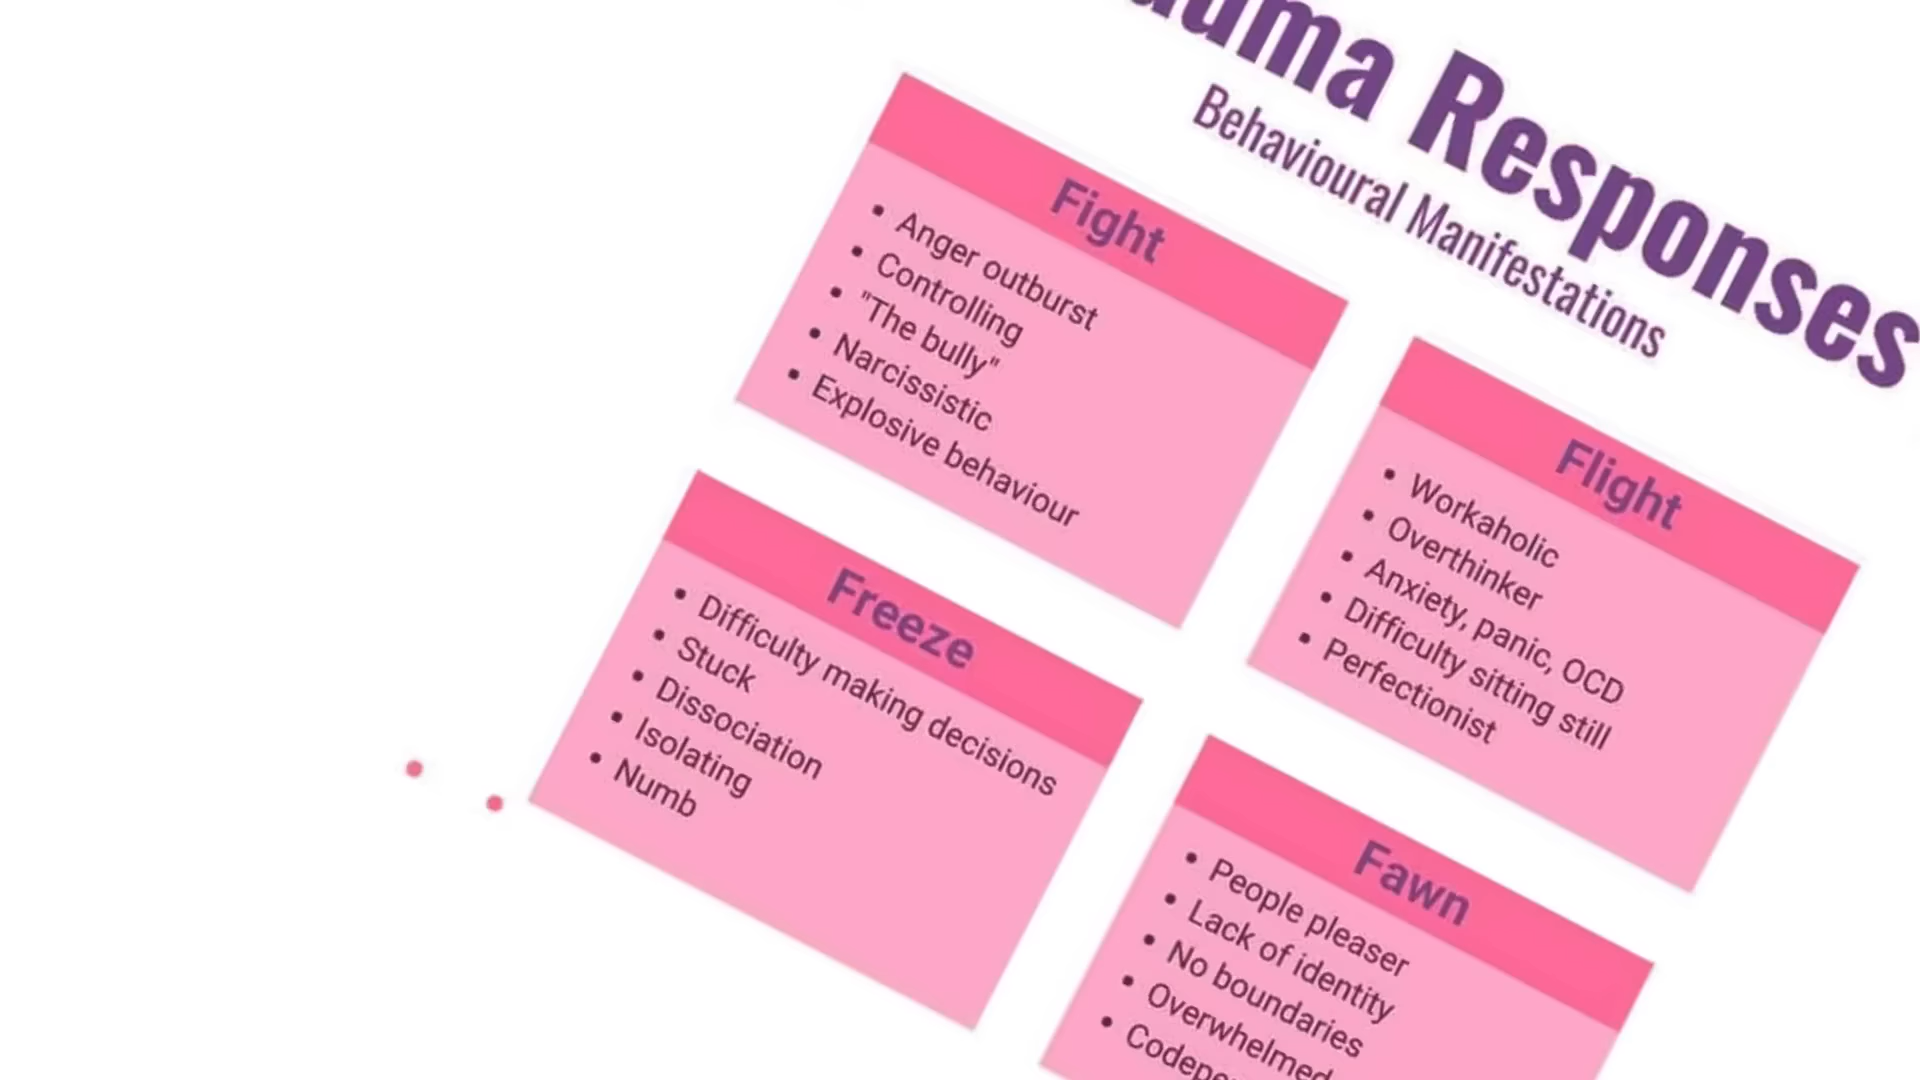 Responses
Behavioural Manifestations
Fight
• Anger outburst
• Controlling
• "The bully"
• Narcissistic
• Explosive behaviour
Flight
• Workaholic
• Overthinker
• Anxiety, panic, OCD
• Difficulty sitting still
• Perfectionist
Freeze
• Difficulty making decisions
• Stuck
• Dissociation
• Isolating
• Numb
Fawn
• People pleaser
• Lack of identity
• No boundaries
• Overwhelmed